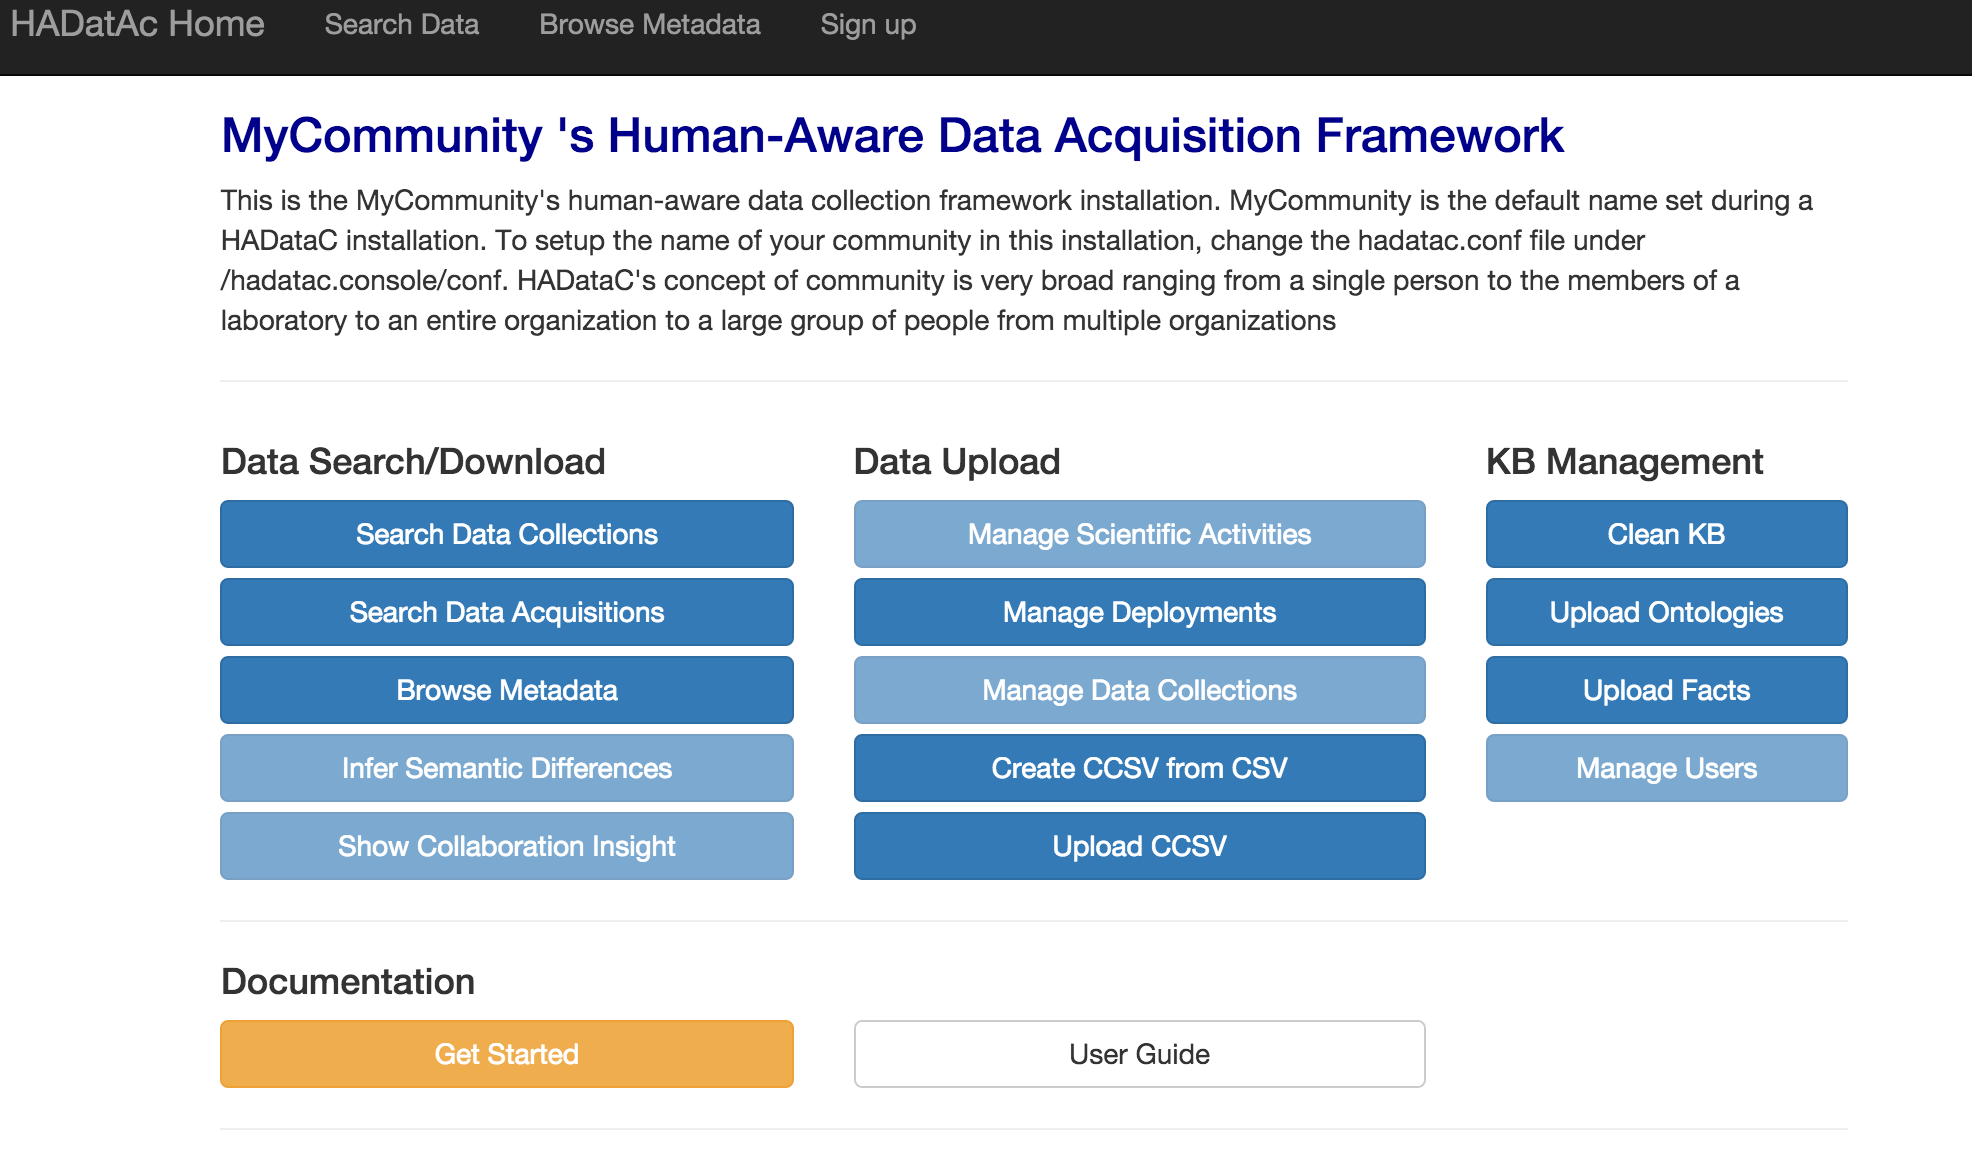 HADatAc Home Search Data Browse Metadata Sign up
MyCommunity 's Human-Aware Data Acquisition Framework
This is the MyCommunity's human-aware data collection framework installation. MyCommunity is the default name set during a
HADataC installation. To setup the name of your community in this installation, change the hadatac.conf file under
/hadatac.console/conf. HADataC's concept of community is very broad ranging from a single person to the members of a
laboratory to an entire organization to a large group of people from multiple organizations
Data Search/Download
Search Data Collections
Search Data Acquisitions
Browse Metadata
Infer Semantic Differences
Show Collaboration Insight
Data Upload
Manage Scientific Activities
Manage Deployments
Manage Data Collections
Create CCSV from CSV
Upload CCSV
KB Management
Clean KB
Upload Ontologies
Upload Facts
Manage Users
Documentation
Get Started
User Guide